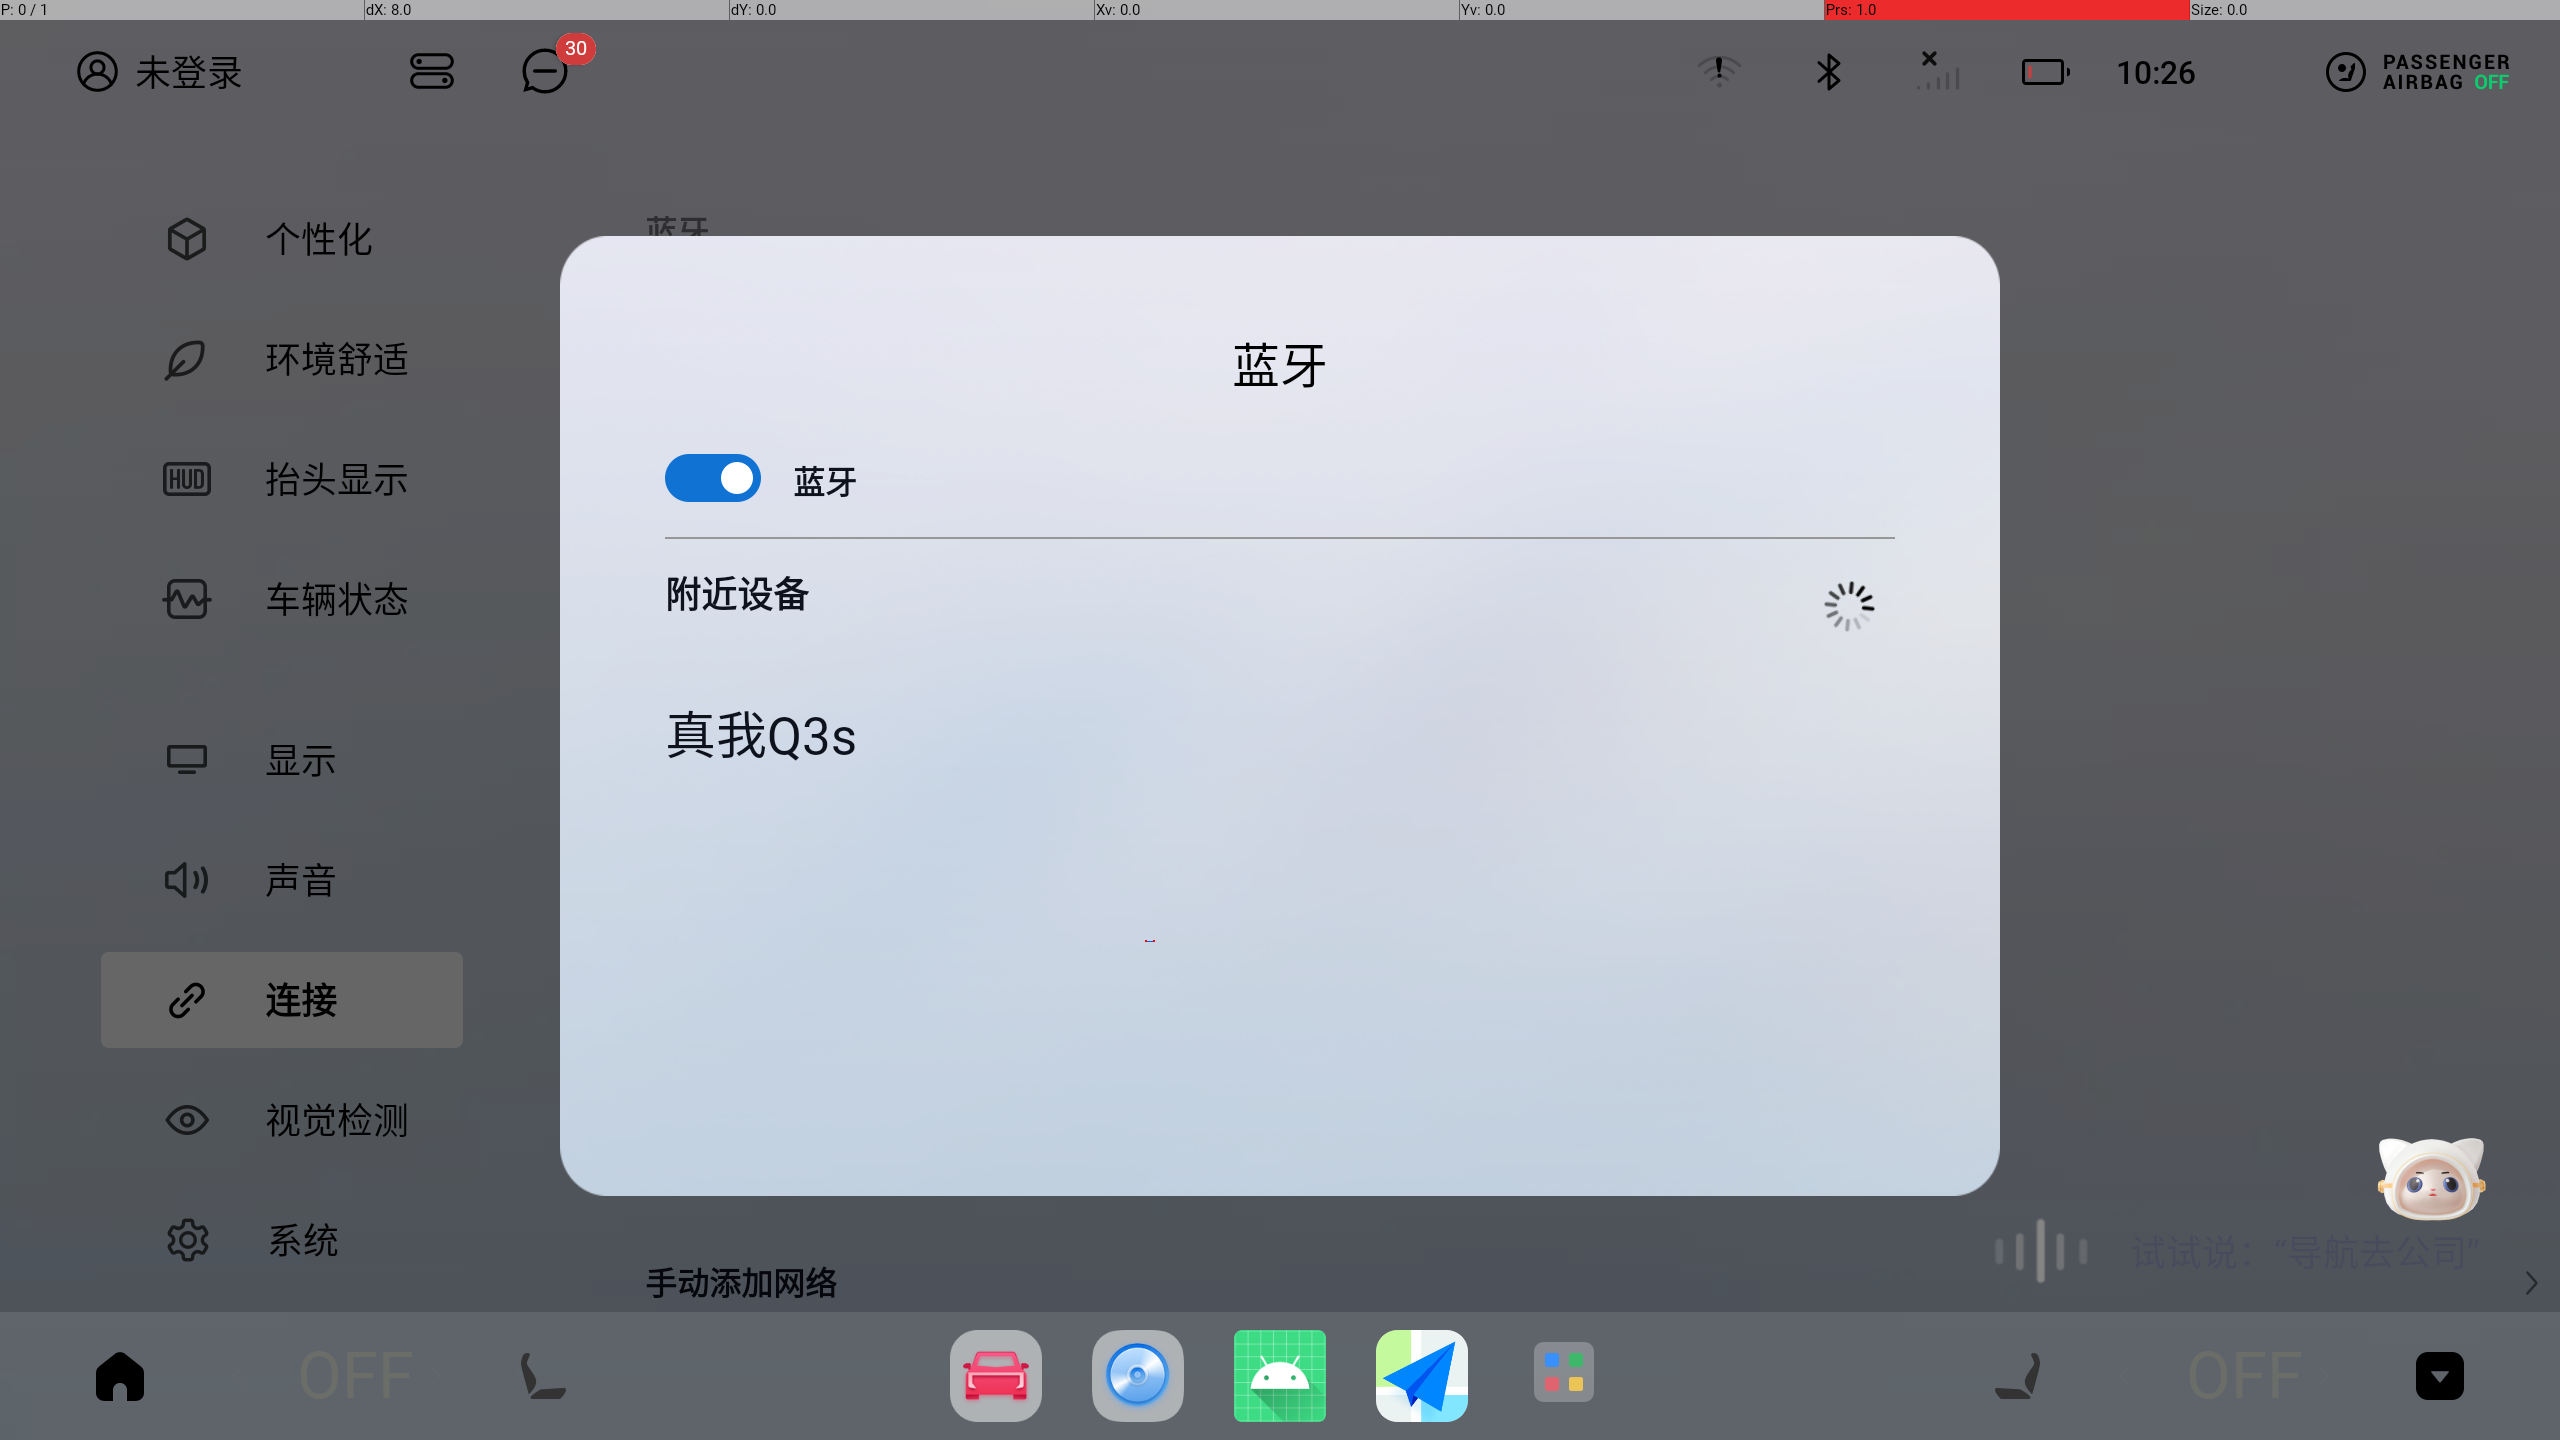 P: 0 / 1 dX: 8.0 dY: 0.0 Xv: 0.0 Yv: 0.0 Prs: 1.0 Size: 0.0
未登录 30 10:26 PASSENGER
AIRBAG OFF
个性化
环境舒适
HUD 抬头显示
车辆状态
显示
声音
连接
视觉检测
系统
蓝牙
蓝牙
蓝牙
附近设备
真我Q3s
手动添加网络
试试说：“导航去公司”
OFF OFF